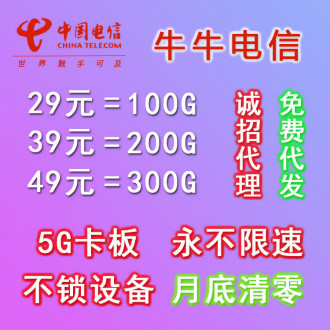 中国电信
CHINA TELECOM
世界触手可及
牛牛电信
29元=100G
39元=200G
49元=300G
诚招代理
免费代发
5G卡板 永不限速
不锁设备 月底清零